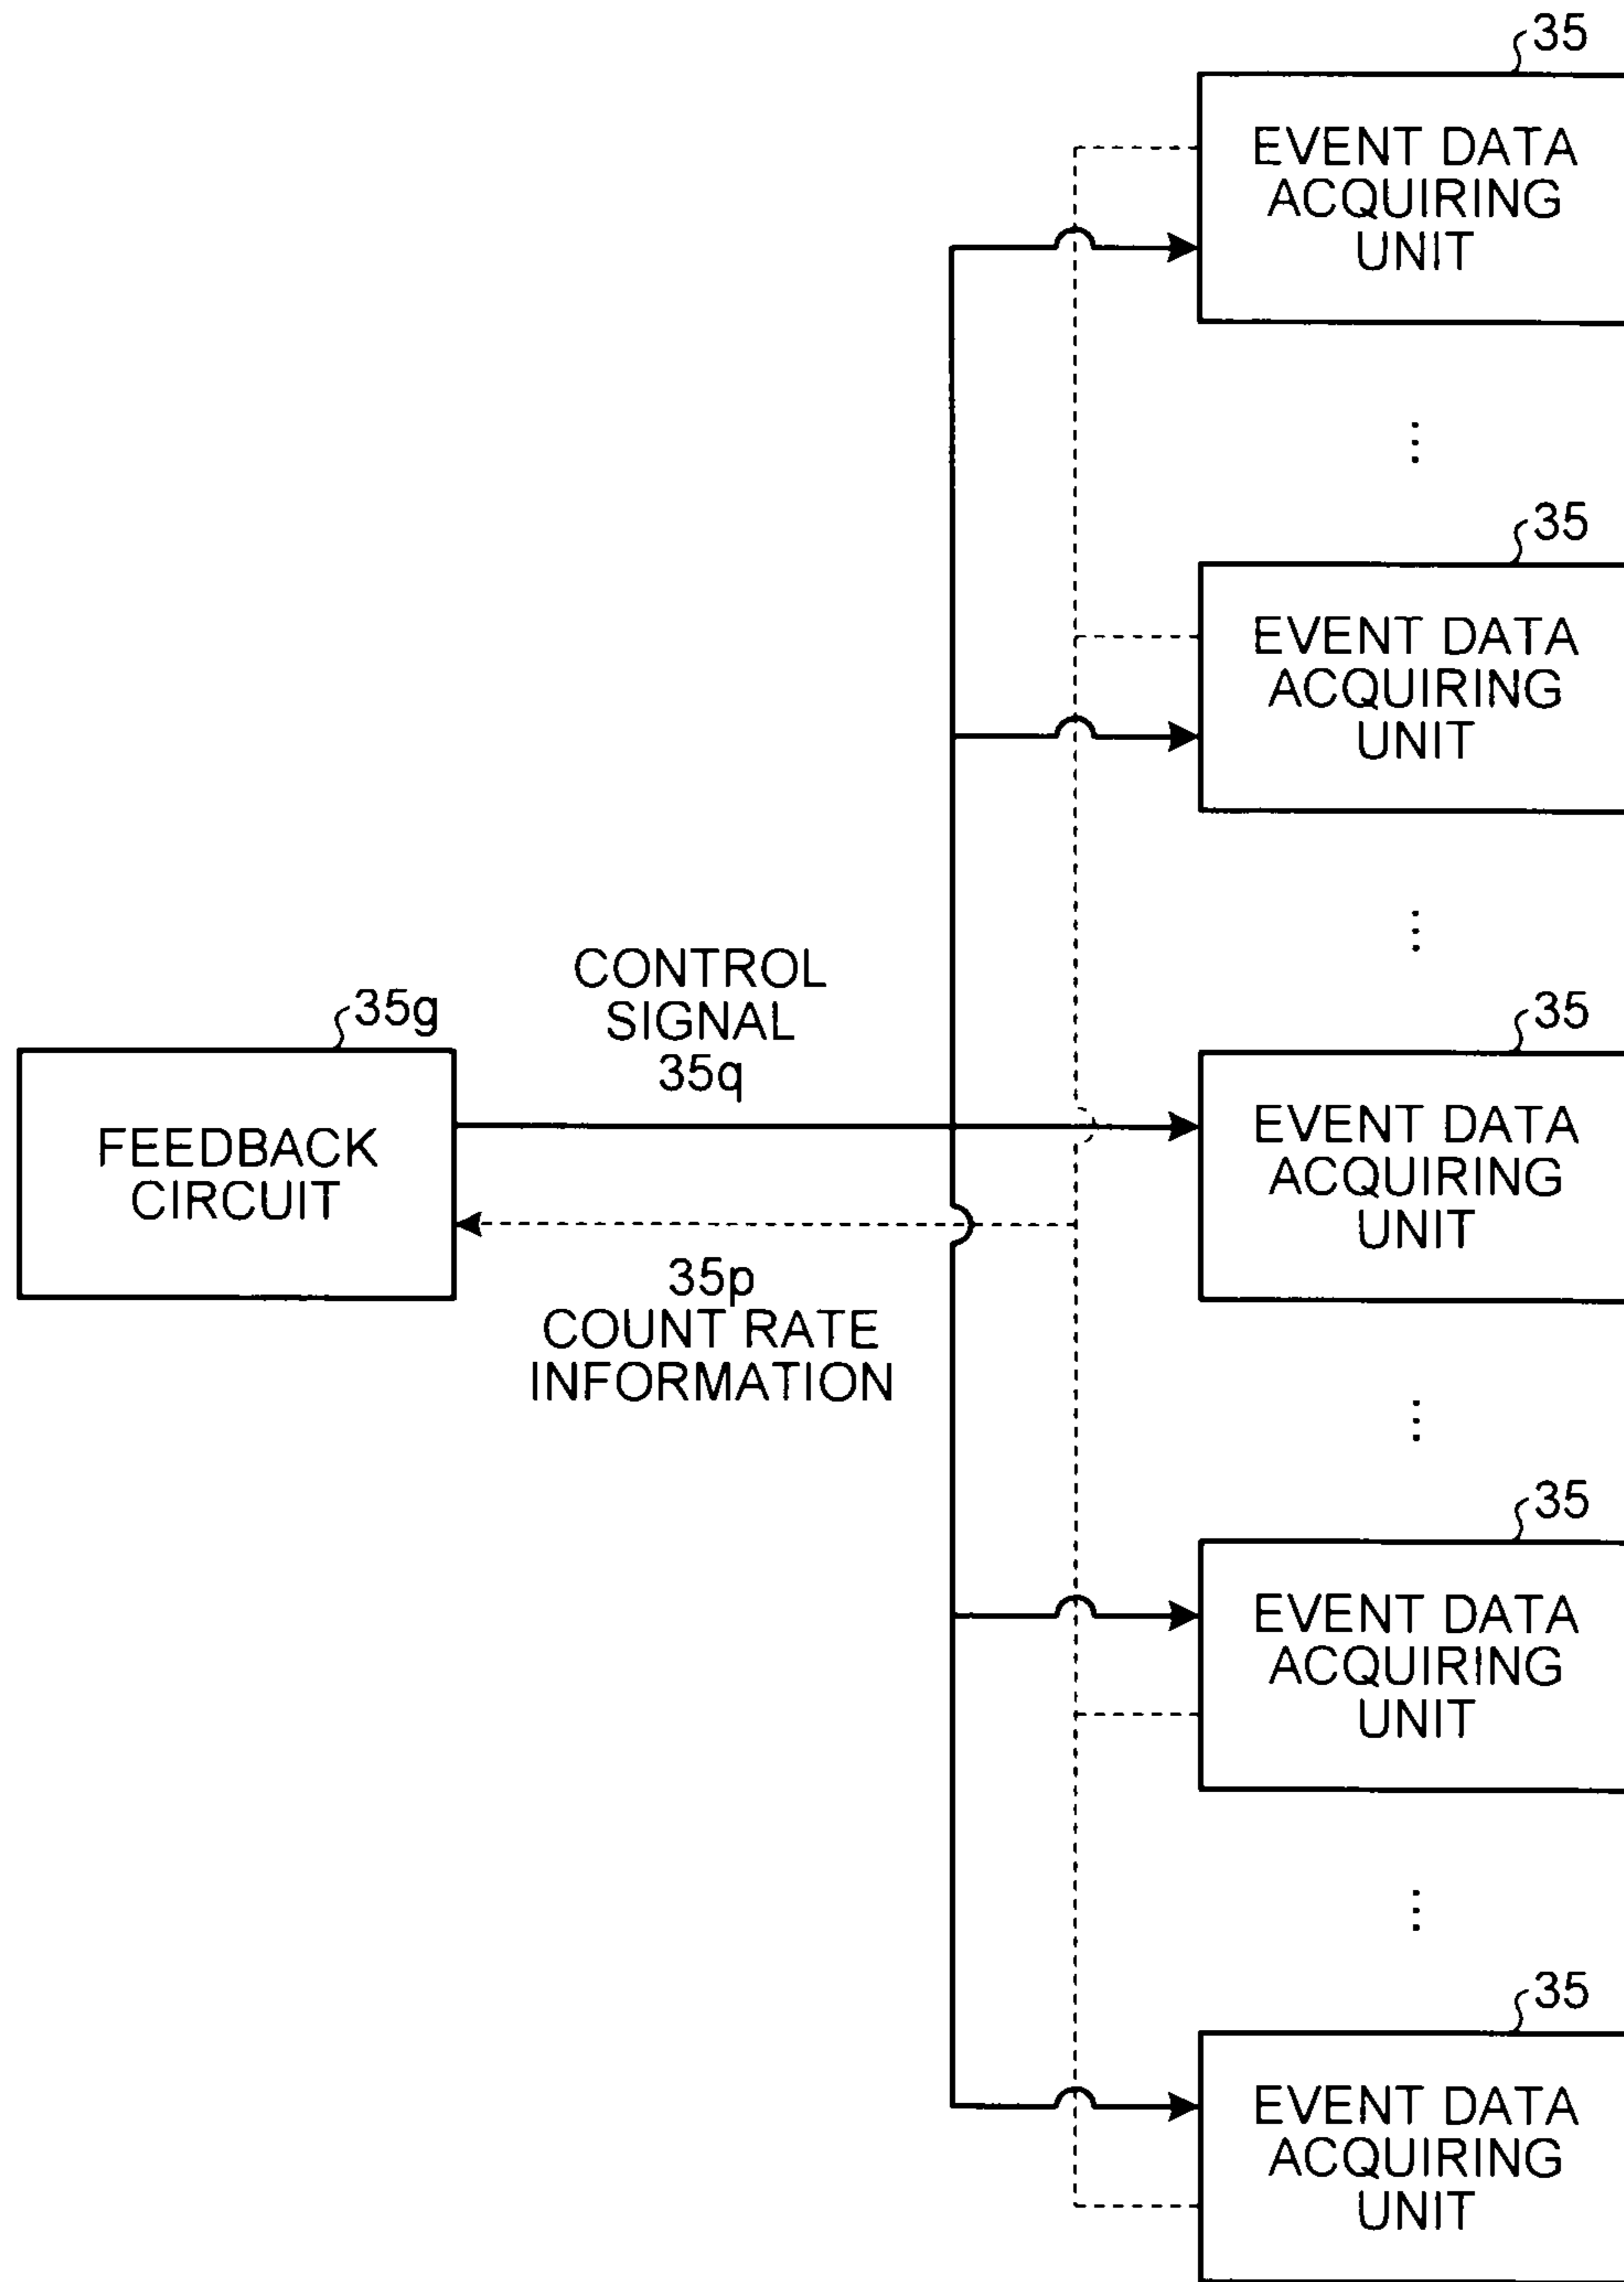 35
EVENT DATA
ACQUIRING
UNIT
⋮
35
EVENT DATA
ACQUIRING
UNIT
⋮
CONTROL
SIGNAL
35q
35g
FEEDBACK
CIRCUIT
35p
COUNT RATE
INFORMATION
35
EVENT DATA
ACQUIRING
UNIT
⋮
35
EVENT DATA
ACQUIRING
UNIT
⋮
35
EVENT DATA
ACQUIRING
UNIT